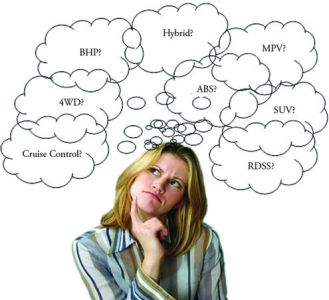 Hybrid?
BHP?
MPV?
4WD?
ABS?
SUV?
Cruise Control?
RDSS?